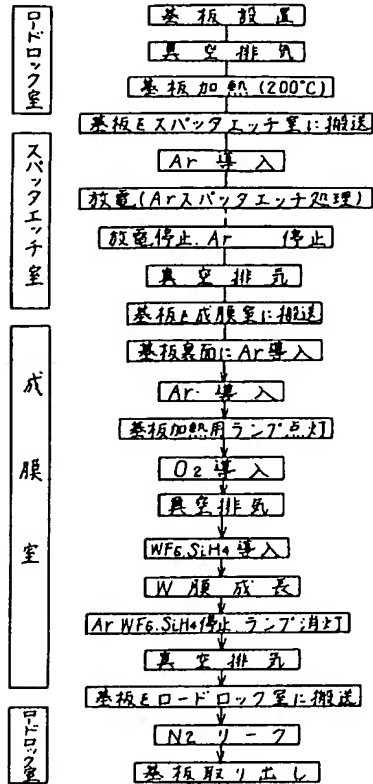 ロードロック室
基板設置
真空排気
基板加熱(200°C)
基板をスパッタエッチ室に搬送
スパッタエッチ室
Ar 導入
放電(Arスパッタエッチ処理)
放電停止.Ar 停止
真空排気
基板を成膜室に搬送
成膜室
基板裏面にAr導入
Ar 導入
基板加熱用ランプ点灯
O2導入
真空排気
WF6.SiH4導入
W膜成長
Ar WF6.SiH4停止 ランプ消灯
真空排気
基板をロードロック室に搬送
ロードロック室
N2リーク
基板取り出し